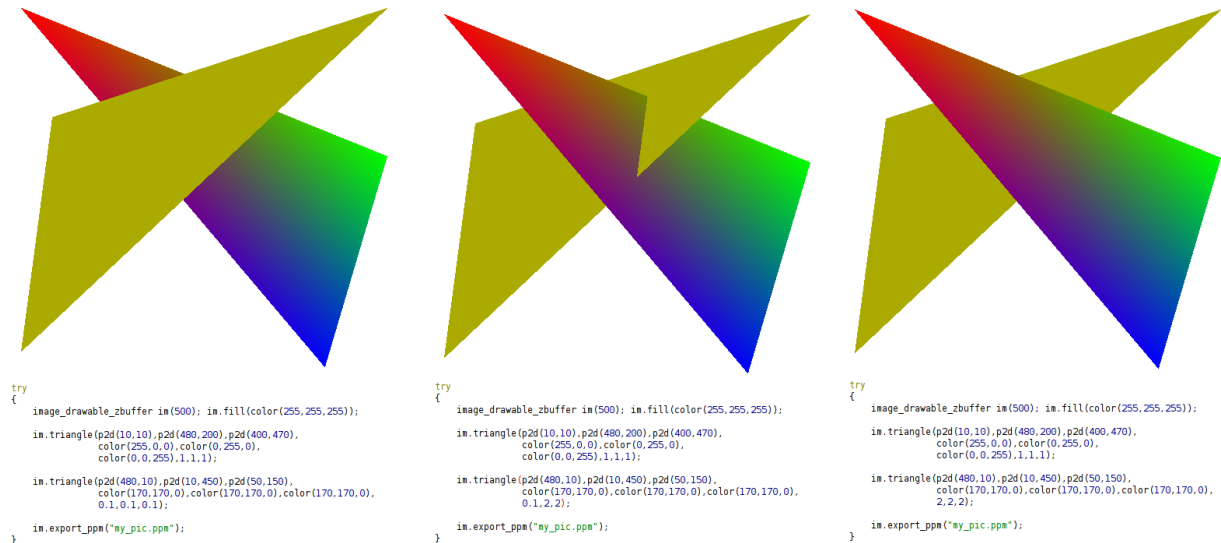 try
{
    image_drawable_zbuffer im(500); im.fill(color(255,255,255));
    im.triangle(p2d(10,10),p2d(480,200),p2d(400,470),
                color(255,0,0),color(0,255,0),
                color(0,0,255),1,1,1);
    im.triangle(p2d(480,10),p2d(10,450),p2d(50,150),
                color(170,170,0),color(170,170,0),color(170,170,0),
                0.1,0.1,0.1);
    im.export_ppm("my_pic.ppm");
}
try
{
    image_drawable_zbuffer im(500); im.fill(color(255,255,255));
    im.triangle(p2d(10,10),p2d(480,200),p2d(400,470),
                color(255,0,0),color(0,255,0),
                color(0,0,255),1,1,1);
    im.triangle(p2d(480,10),p2d(10,450),p2d(50,150),
                color(170,170,0),color(170,170,0),color(170,170,0),
                0.1,2,2);
    im.export_ppm("my_pic.ppm");
}
try
{
    image_drawable_zbuffer im(500); im.fill(color(255,255,255));
    im.triangle(p2d(10,10),p2d(480,200),p2d(400,470),
                color(255,0,0),color(0,255,0),
                color(0,0,255),1,1,1);
    im.triangle(p2d(480,10),p2d(10,450),p2d(50,150),
                color(170,170,0),color(170,170,0),color(170,170,0),
                2,2,2);
    im.export_ppm("my_pic.ppm");
}